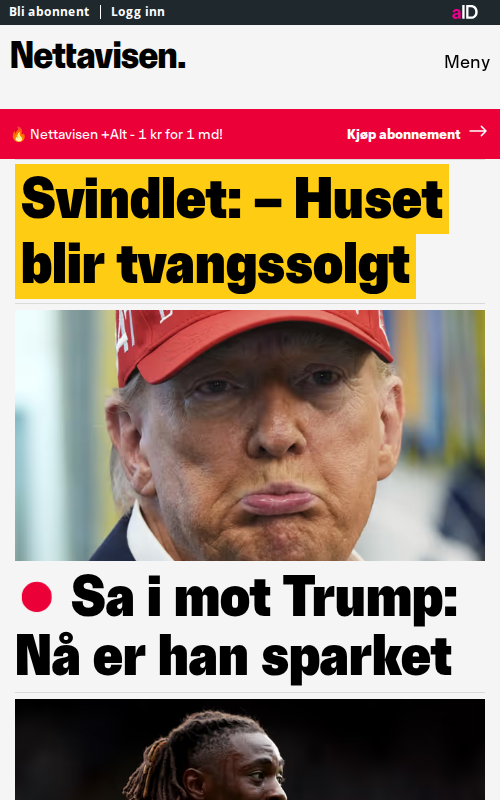 Bli abonnent | Logg inn
aID
Nettavisen.
Meny
🔥 Nettavisen +Alt - 1 kr for 1 md!
Kjøp abonnement →
Svindlet: – Huset
blir tvangssolgt
Sa i mot Trump:
Nå er han sparket